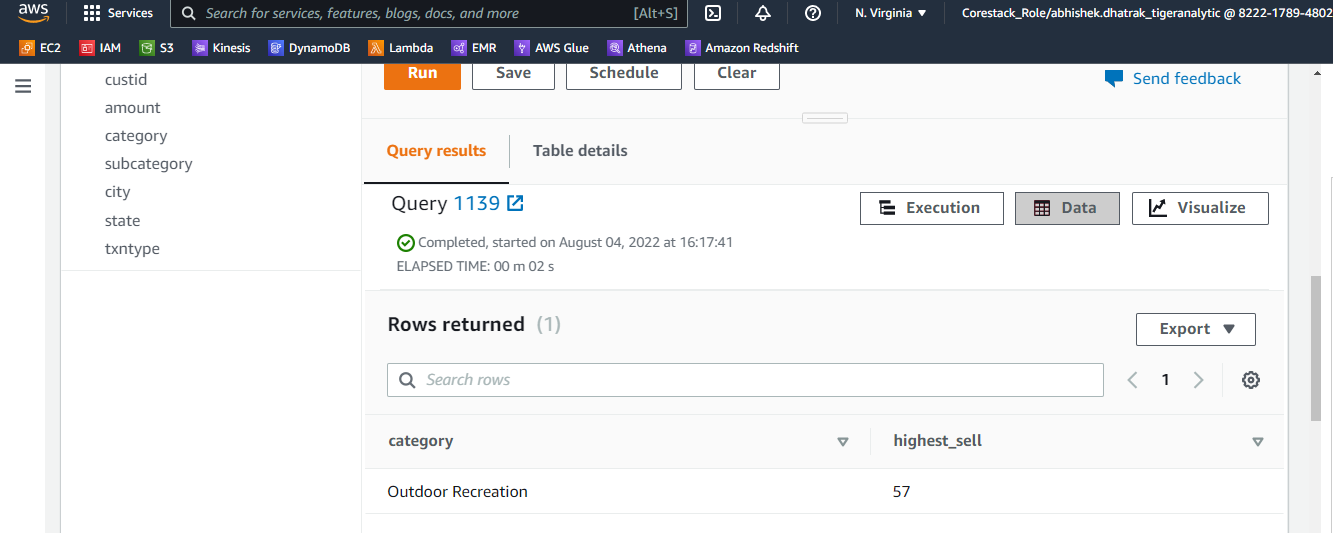 aws
Services
Search for services, features, blogs, docs, and more
[Alt+S]
N. Virginia
Corestack_Role/abhishek.dhatrak_tigeranalytic @ 8222-1789-4802
EC2
IAM
S3
Kinesis
DynamoDB
Lambda
EMR
AWS Glue
Athena
Amazon Redshift
custid
amount
category
subcategory
city
state
txntype
Run
Save
Schedule
Clear
Send feedback
Query results
Table details
Query 1139
Execution
Data
Visualize
Completed, started on August 04, 2022 at 16:17:41
ELAPSED TIME: 00 m 02 s
Rows returned (1)
Export
Search rows
1
category
highest_sell
Outdoor Recreation
57